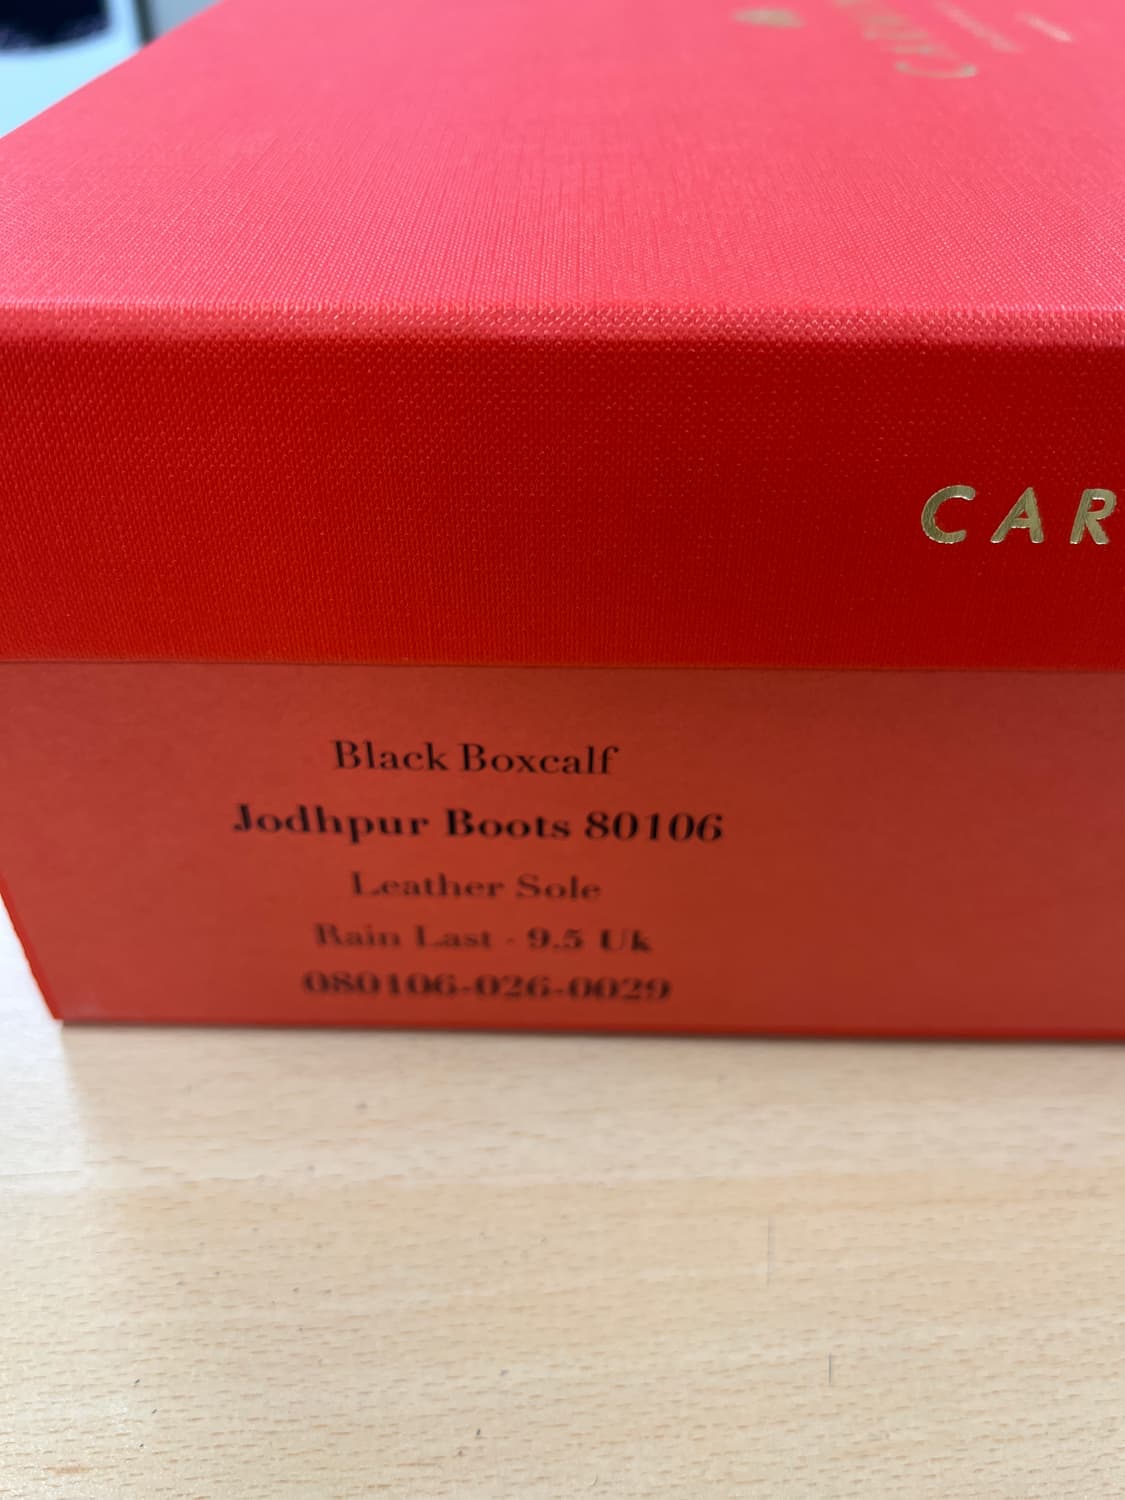 CAR
Black Boxcalf
Jodhpur Boots 80106
Leather Sole
Rain Last - 9.5 Uk
080106-026-0029